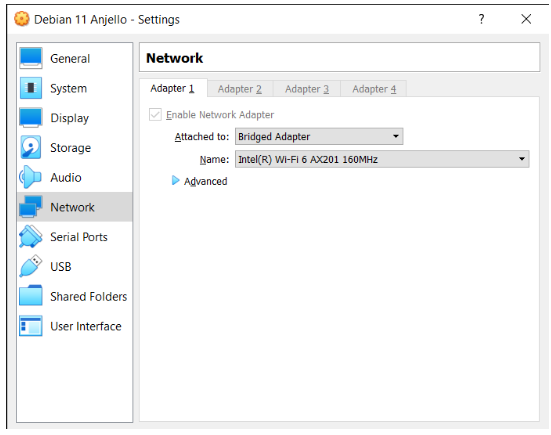 Debian 11 Anjello - Settings
?
General
System
Display
Storage
Audio
Network
Serial Ports
USB
Shared Folders
User Interface
Network
Adapter 1
Adapter 2
Adapter 3
Adapter 4
Enable Network Adapter
Attached to: Bridged Adapter
Name: Intel(R) Wi-Fi 6 AX201 160MHz
Advanced